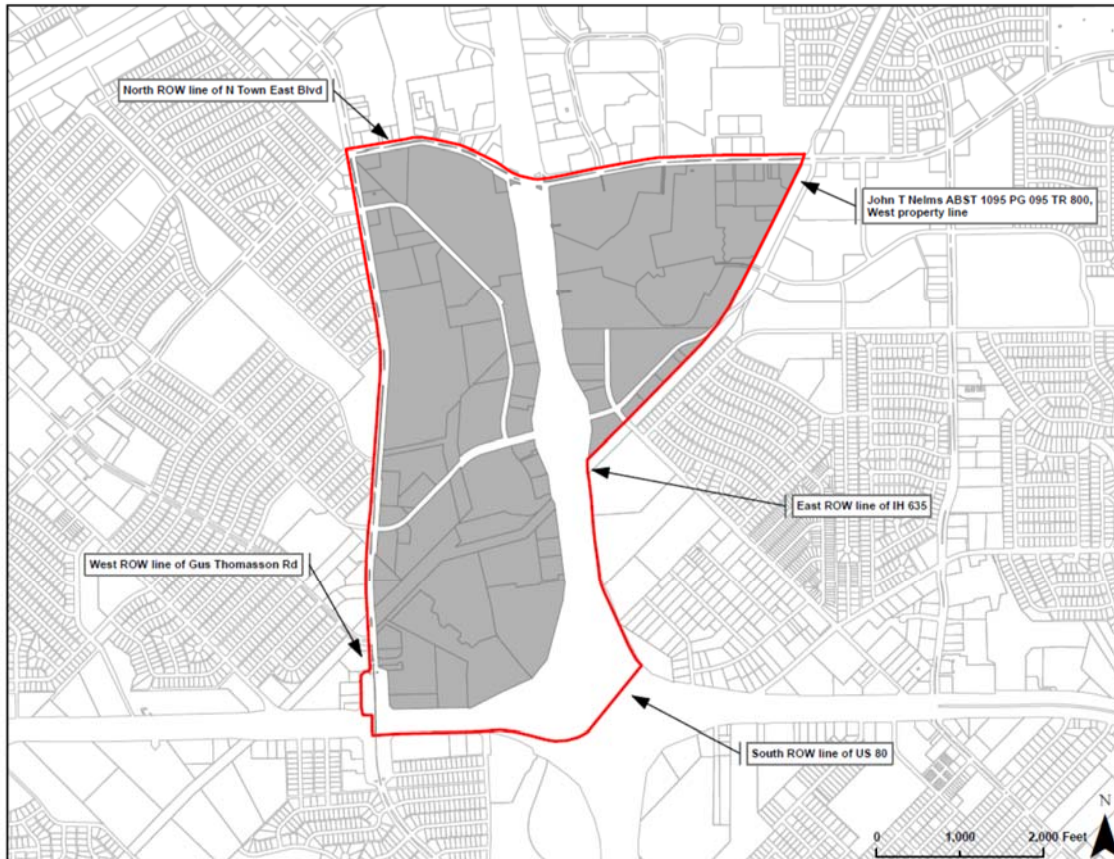 North ROW line of N Town East Blvd
John T Nelms ABST 1095 PG 095 TR 800,
West property line
East ROW line of IH 635
West ROW line of Gus Thomasson Rd
South ROW line of US 80
N
0 1,000 2,000 Feet